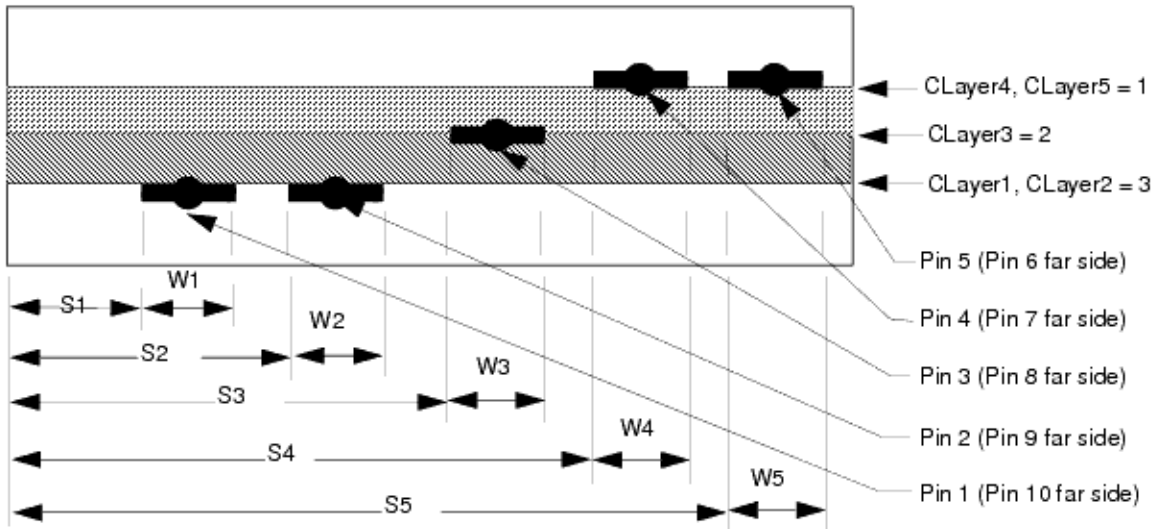 CLayer4, CLayer5 = 1
CLayer3 = 2
CLayer1, CLayer2 = 3
Pin 5 (Pin 6 far side)
S1
W1
Pin 4 (Pin 7 far side)
W2
S2
W3
Pin 3 (Pin 8 far side)
S3
W4
Pin 2 (Pin 9 far side)
S4
W5
Pin 1 (Pin 10 far side)
S5